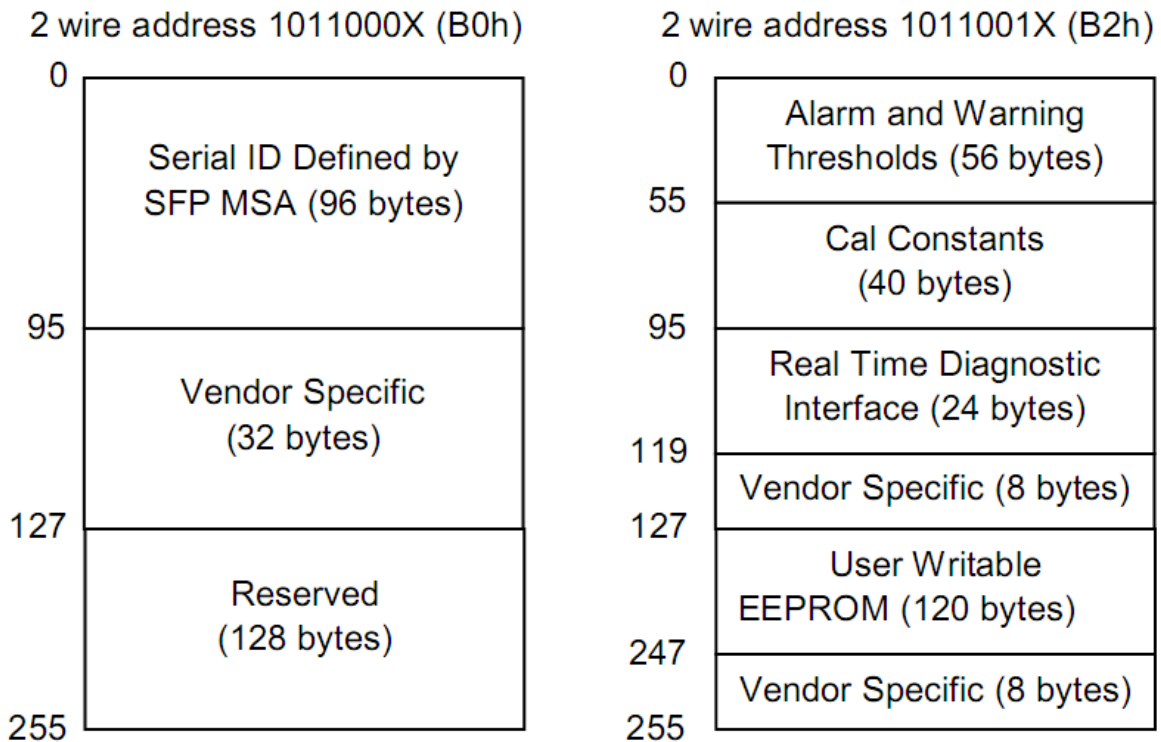 2 wire address 1011000X (B0h)
0
Serial ID Defined by
SFP MSA (96 bytes)
95
Vendor Specific
(32 bytes)
127
Reserved
(128 bytes)
255
2 wire address 1011001X (B2h)
0
Alarm and Warning
Thresholds (56 bytes)
55
Cal Constants
(40 bytes)
95
Real Time Diagnostic
Interface (24 bytes)
119
Vendor Specific (8 bytes)
127
User Writable
EEPROM (120 bytes)
247
Vendor Specific (8 bytes)
255